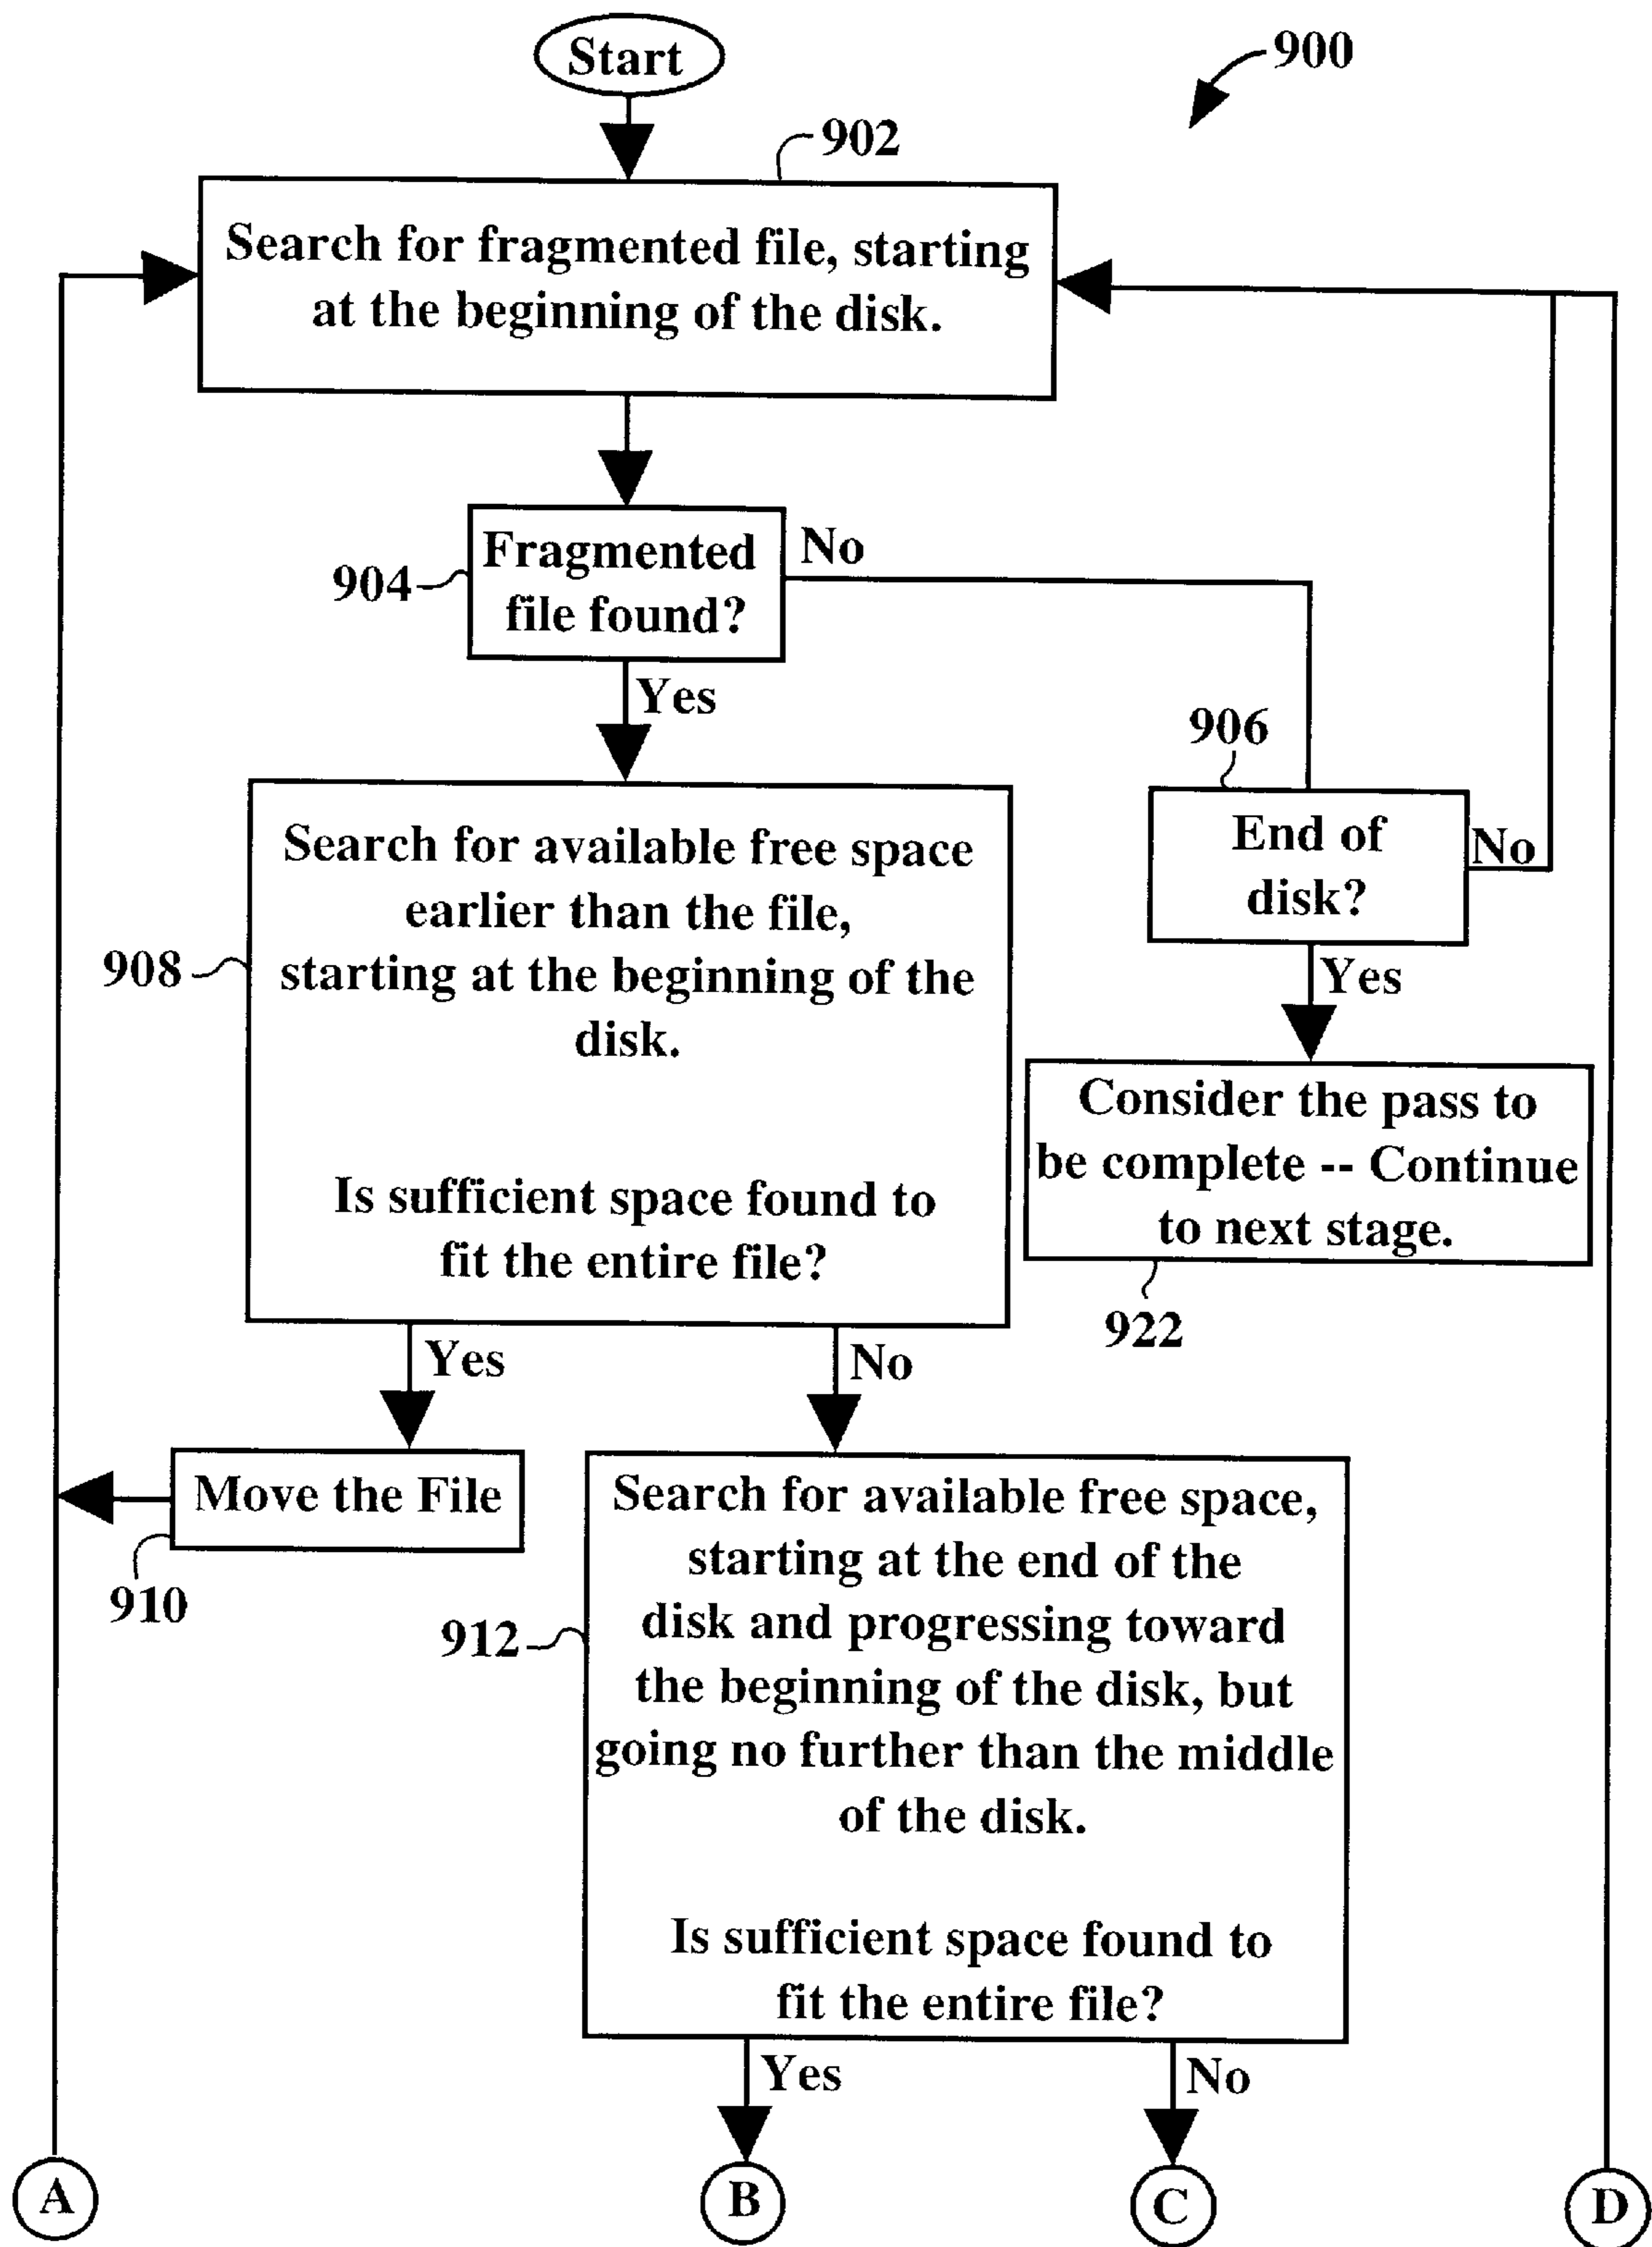 Start
900
902
Search for fragmented file, starting
at the beginning of the disk.
904
Fragmented
file found?
No
Yes
906
End of
disk?
No
Yes
908
Search for available free space
earlier than the file,
starting at the beginning of the
disk.
Is sufficient space found to
fit the entire file?
Consider the pass to
be complete -- Continue
to next stage.
922
Yes
No
Move the File
910
912
Search for available free space,
starting at the end of the
disk and progressing toward
the beginning of the disk, but
going no further than the middle
of the disk.
Is sufficient space found to
fit the entire file?
Yes
No
A
B
C
D